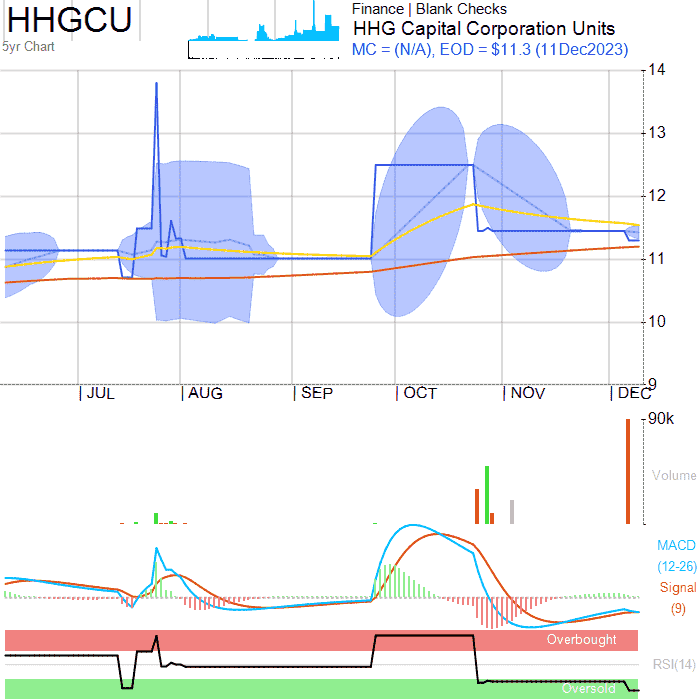 HHGCU
5yr Chart
Finance | Blank Checks
HHG Capital Corporation Units
MC = (N/A), EOD = $11.3 (11Dec2023)
14
13
12
11
10
9
| JUL | AUG | SEP | OCT | NOV | DEC
90k
Volume
MACD
(12-26)
Signal
(9)
Overbought
RSI(14)
Oversold